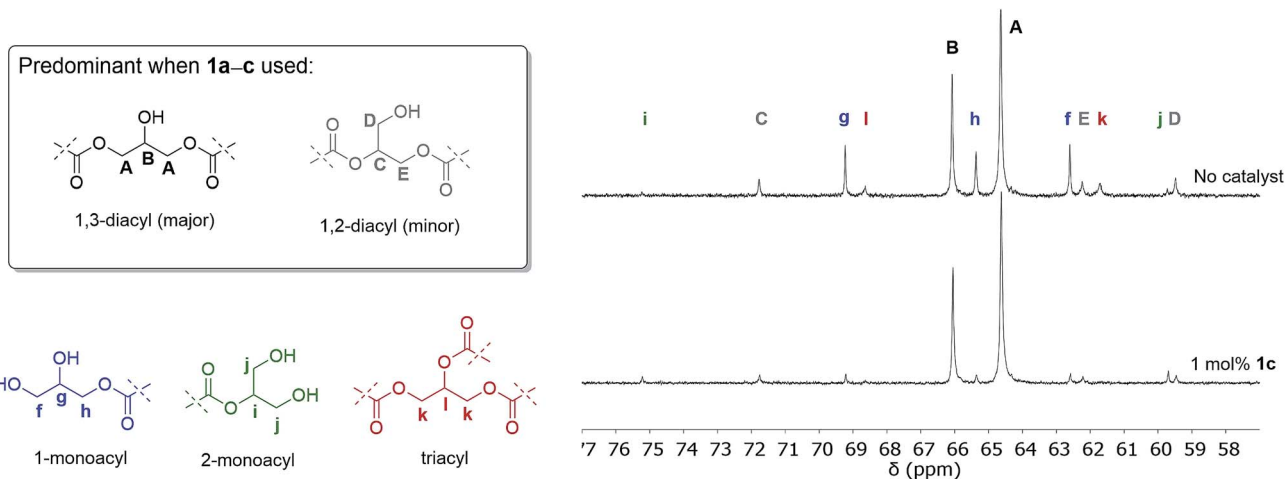 Predominant when 1a–c used:
OH
O
O
O
O
A
B
A
1,3-diacyl (major)
D
OH
O
O
O
O
C
E
1,2-diacyl (minor)
HO
OH
O
O
f
g
h
1-monoacyl
O
O
j
OH
OH
i
j
2-monoacyl
O
O
O
O
O
O
k
l
k
triacyl
i
C
g
l
B
h
A
f
E
k
j
D
No catalyst
1 mol% 1c
77 76 75 74 73 72 71 70 69 68 67 66 65 64 63 62 61 60 59 58
δ (ppm)